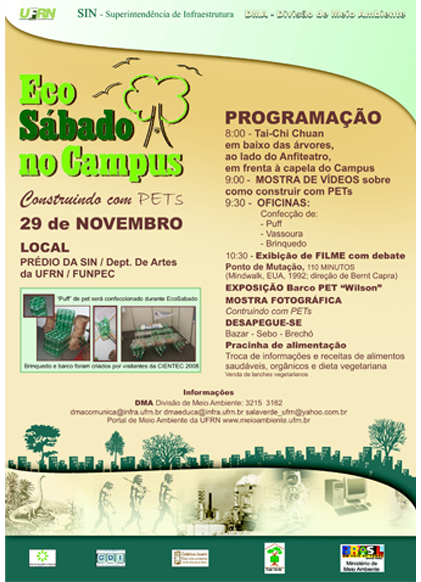 UFRN
SIN - Superintendência de Infraestrutura
DMA - Divisão de Meio Ambiente
Eco
Sábado
no Campus
Construindo com PETs
29 de NOVEMBRO
LOCAL
PRÉDIO DA SIN / Dept. De Artes
da UFRN / FUNPEC
"Puff" de pet será confeccionado durante EcoSabado
Brinquedo e barco foram criados por visitantes da CIENTEC 2008
PROGRAMAÇÃO
8:00 - Tai-Chi Chuan
em baixo das árvores,
ao lado do Anfiteatro,
em frente à capela do Campus
9:00 - MOSTRA DE VÍDEOS sobre
como construir com PETs
9:30 - OFICINAS:
Confecção de:
- Puff
- Vassoura
- Brinquedo
10:30 - Exibição de FILME com debate
Ponto de Mutação, 110 MINUTOS
(Mindwalk, EUA, 1992; direção de Bernt Capra)
EXPOSIÇÃO Barco PET "Wilson"
MOSTRA FOTOGRÁFICA
Contruindo com PETs
DESAPEGUE-SE
Bazar - Sebo - Brechó
Pracinha de alimentação
Troca de informações e receitas de alimentos
saudáveis, orgânicos e dieta vegetariana
Venda de lanches vegetarianos
Informações
DMA Divisão de Meio Ambiente: 3215 3182
dmacomunica@infra.ufrn.br dmaeduca@infra.ufrn.br salaverde_ufrn@yahoo.com.br
Portal de Meio Ambiente da UFRN www.meioambiente.ufrn.br
CDI
Sala Verde
BRASIL
Ministério do
Meio Ambiente